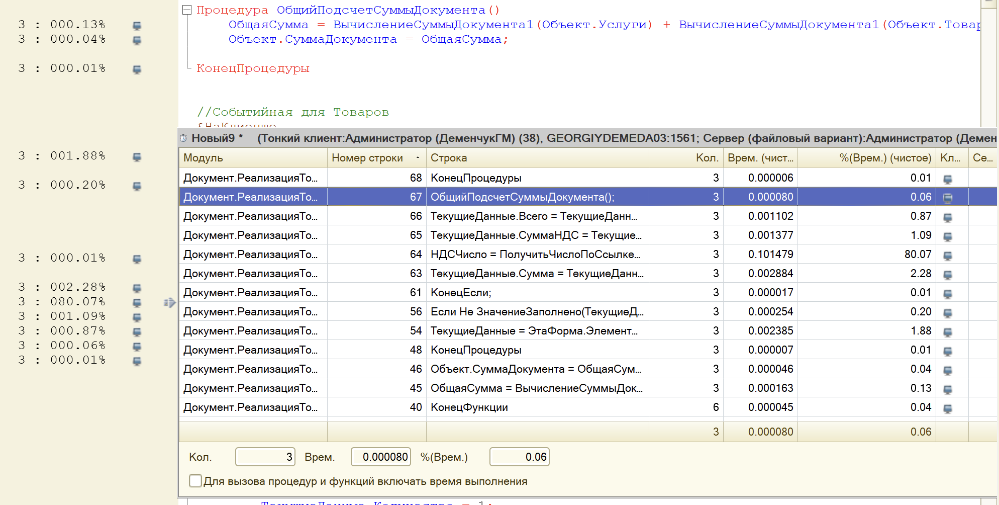 Процедура ОбщийПодсчетСуммыДокумента()
3 : 000.13% ОбщаяСумма = ВычислениеСуммыДокумента1(Объект.Услуги) + ВычислениеСуммыДокумента1(Объект.Товар
3 : 000.04% Объект.СуммаДокумента = ОбщаяСумма;
3 : 000.01% КонецПроцедуры
//Событийная для Товаров
&НаКлиенте
3 : 001.88%
3 : 000.20%
3 : 000.01%
3 : 002.28%
3 : 080.07%
3 : 001.09%
3 : 000.87%
3 : 000.06%
3 : 000.01%
Новый9 * (Тонкий клиент:Администратор (ДеменчукГМ) (38), GEORGIYDEMEDA03:1561; Сервер (файловый вариант):Администратор (Демен
Модуль Номер строки Строка Кол. Врем. (чист... %(Врем.) (чистое) Кл... Се...
Документ.РеализацияТо... 68 КонецПроцедуры 3 0.000006 0.01
Документ.РеализацияТо... 67 ОбщийПодсчетСуммыДокумента(); 3 0.000080 0.06
Документ.РеализацияТо... 66 ТекущиеДанные.Всего = ТекущиеДанн... 3 0.001102 0.87
Документ.РеализацияТо... 65 ТекущиеДанные.СуммаНДС = Текущие... 3 0.001377 1.09
Документ.РеализацияТо... 64 НДСЧисло = ПолучитьЧислоПоСсылке... 3 0.101479 80.07
Документ.РеализацияТо... 63 ТекущиеДанные.Сумма = ТекущиеДанн... 3 0.002884 2.28
Документ.РеализацияТо... 61 КонецЕсли; 3 0.000017 0.01
Документ.РеализацияТо... 56 Если Не ЗначениеЗаполнено(ТекущиеД... 3 0.000254 0.20
Документ.РеализацияТо... 54 ТекущиеДанные = ЭтаФорма.Элемент... 3 0.002385 1.88
Документ.РеализацияТо... 48 КонецПроцедуры 3 0.000007 0.01
Документ.РеализацияТо... 46 Объект.СуммаДокумента = ОбщаяСум... 3 0.000046 0.04
Документ.РеализацияТо... 45 ОбщаяСумма = ВычислениеСуммыДок... 3 0.000163 0.13
Документ.РеализацияТо... 40 КонецФункции 6 0.000045 0.04
3 0.000080 0.06
Кол. 3 Врем. 0.000080 %(Врем.) 0.06
Для вызова процедур и функций включать время выполнения
ТекущиеДанные.Количество = 1;